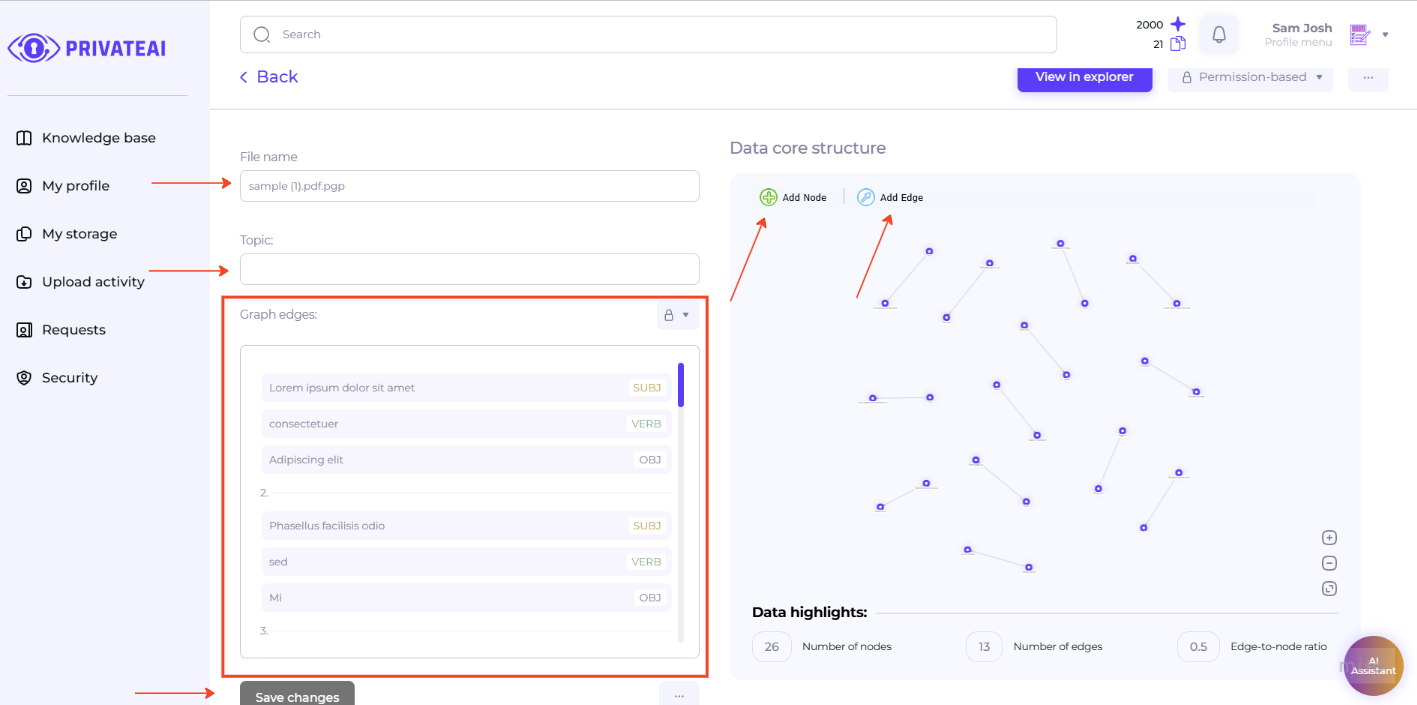 PRIVATEAI
Search
2000
21
Sam Josh
Profile menu
Back
View in explorer
Permission-based
...
Knowledge base
My profile
My storage
Upload activity
Requests
Security
File name
sample (1).pdf.pgp
Topic:
Graph edges:
Lorem ipsum dolor sit amet SUBJ
consectetuer VERB
Adipiscing elit OBJ
2.
Phasellus facilisis odio SUBJ
sed VERB
Mi OBJ
3.
Save changes
...
Data core structure
Add Node
Add Edge
Data highlights:
26 Number of nodes
13 Number of edges
0.5 Edge-to-node ratio
AI
Assistant